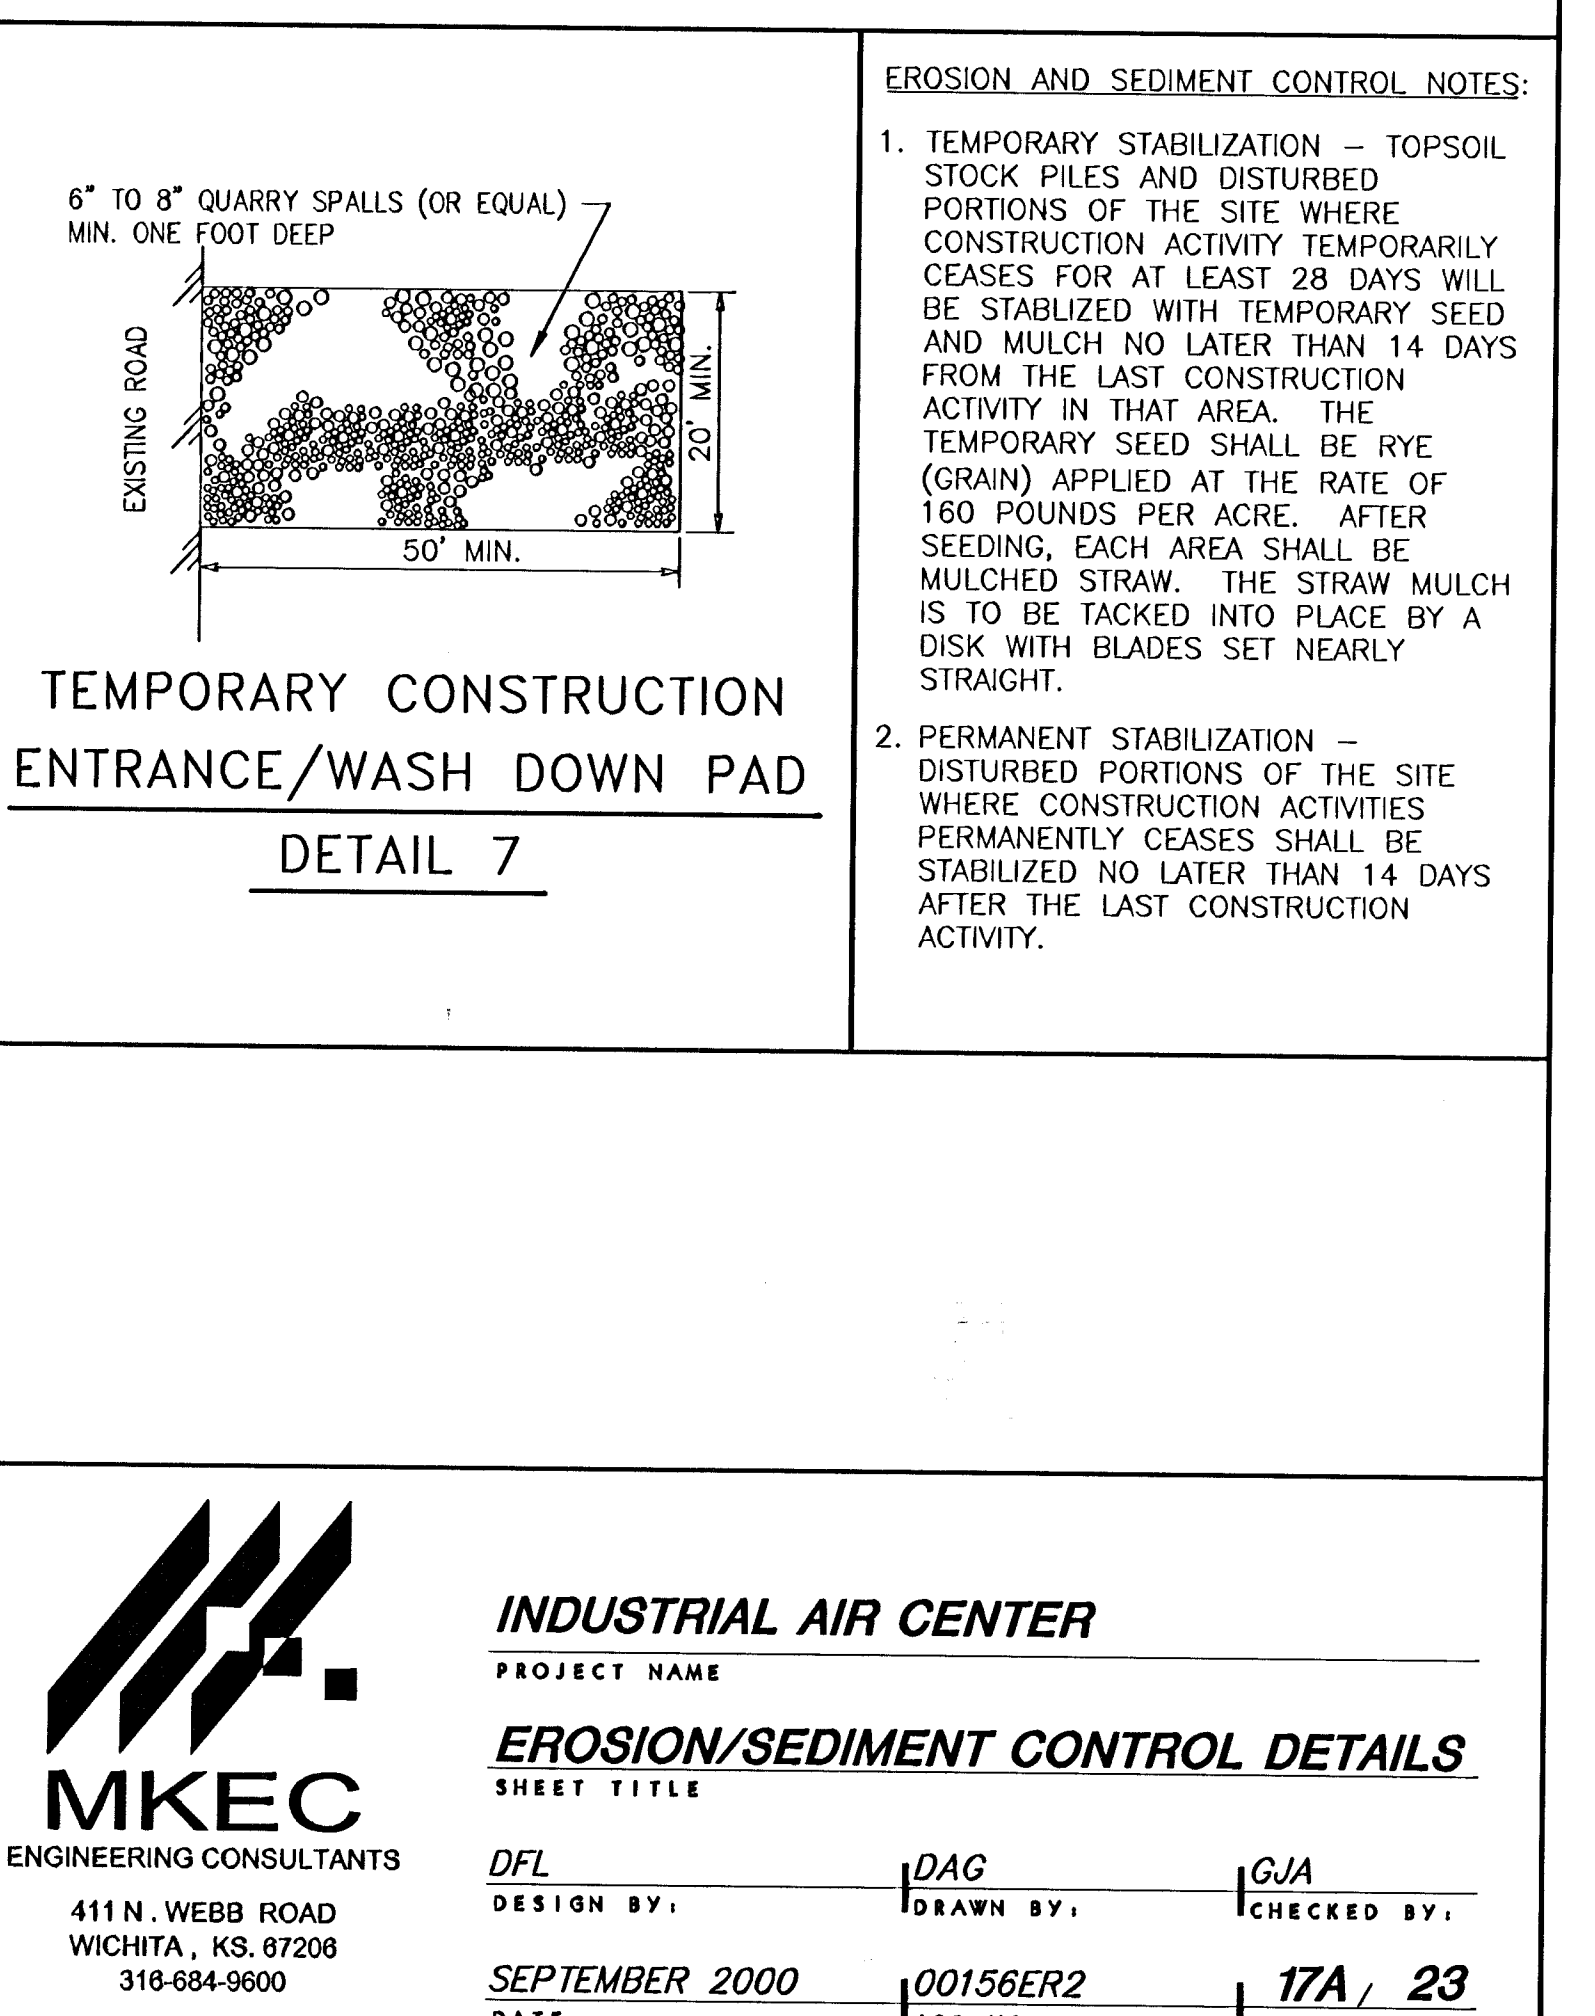 6" TO 8" QUARRY SPALLS (OR EQUAL)
MIN. ONE FOOT DEEP
EXISTING ROAD
20' MIN.
50' MIN.
TEMPORARY CONSTRUCTION
ENTRANCE/WASH DOWN PAD
DETAIL 7
EROSION AND SEDIMENT CONTROL NOTES:
1. TEMPORARY STABILIZATION – TOPSOIL
STOCK PILES AND DISTURBED
PORTIONS OF THE SITE WHERE
CONSTRUCTION ACTIVITY TEMPORARILY
CEASES FOR AT LEAST 28 DAYS WILL
BE STABLIZED WITH TEMPORARY SEED
AND MULCH NO LATER THAN 14 DAYS
FROM THE LAST CONSTRUCTION
ACTIVITY IN THAT AREA. THE
TEMPORARY SEED SHALL BE RYE
(GRAIN) APPLIED AT THE RATE OF
160 POUNDS PER ACRE. AFTER
SEEDING, EACH AREA SHALL BE
MULCHED STRAW. THE STRAW MULCH
IS TO BE TACKED INTO PLACE BY A
DISK WITH BLADES SET NEARLY
STRAIGHT.
2. PERMANENT STABILIZATION –
DISTURBED PORTIONS OF THE SITE
WHERE CONSTRUCTION ACTIVITIES
PERMANENTLY CEASES SHALL BE
STABILIZED NO LATER THAN 14 DAYS
AFTER THE LAST CONSTRUCTION
ACTIVITY.
MKEC
ENGINEERING CONSULTANTS
411 N. WEBB ROAD
WICHITA, KS. 67206
316-684-9600
INDUSTRIAL AIR CENTER
PROJECT NAME
EROSION/SEDIMENT CONTROL DETAILS
SHEET TITLE
DFL DAG GJA
DESIGN BY: DRAWN BY: CHECKED BY:
SEPTEMBER 2000 00156ER2 17A / 23